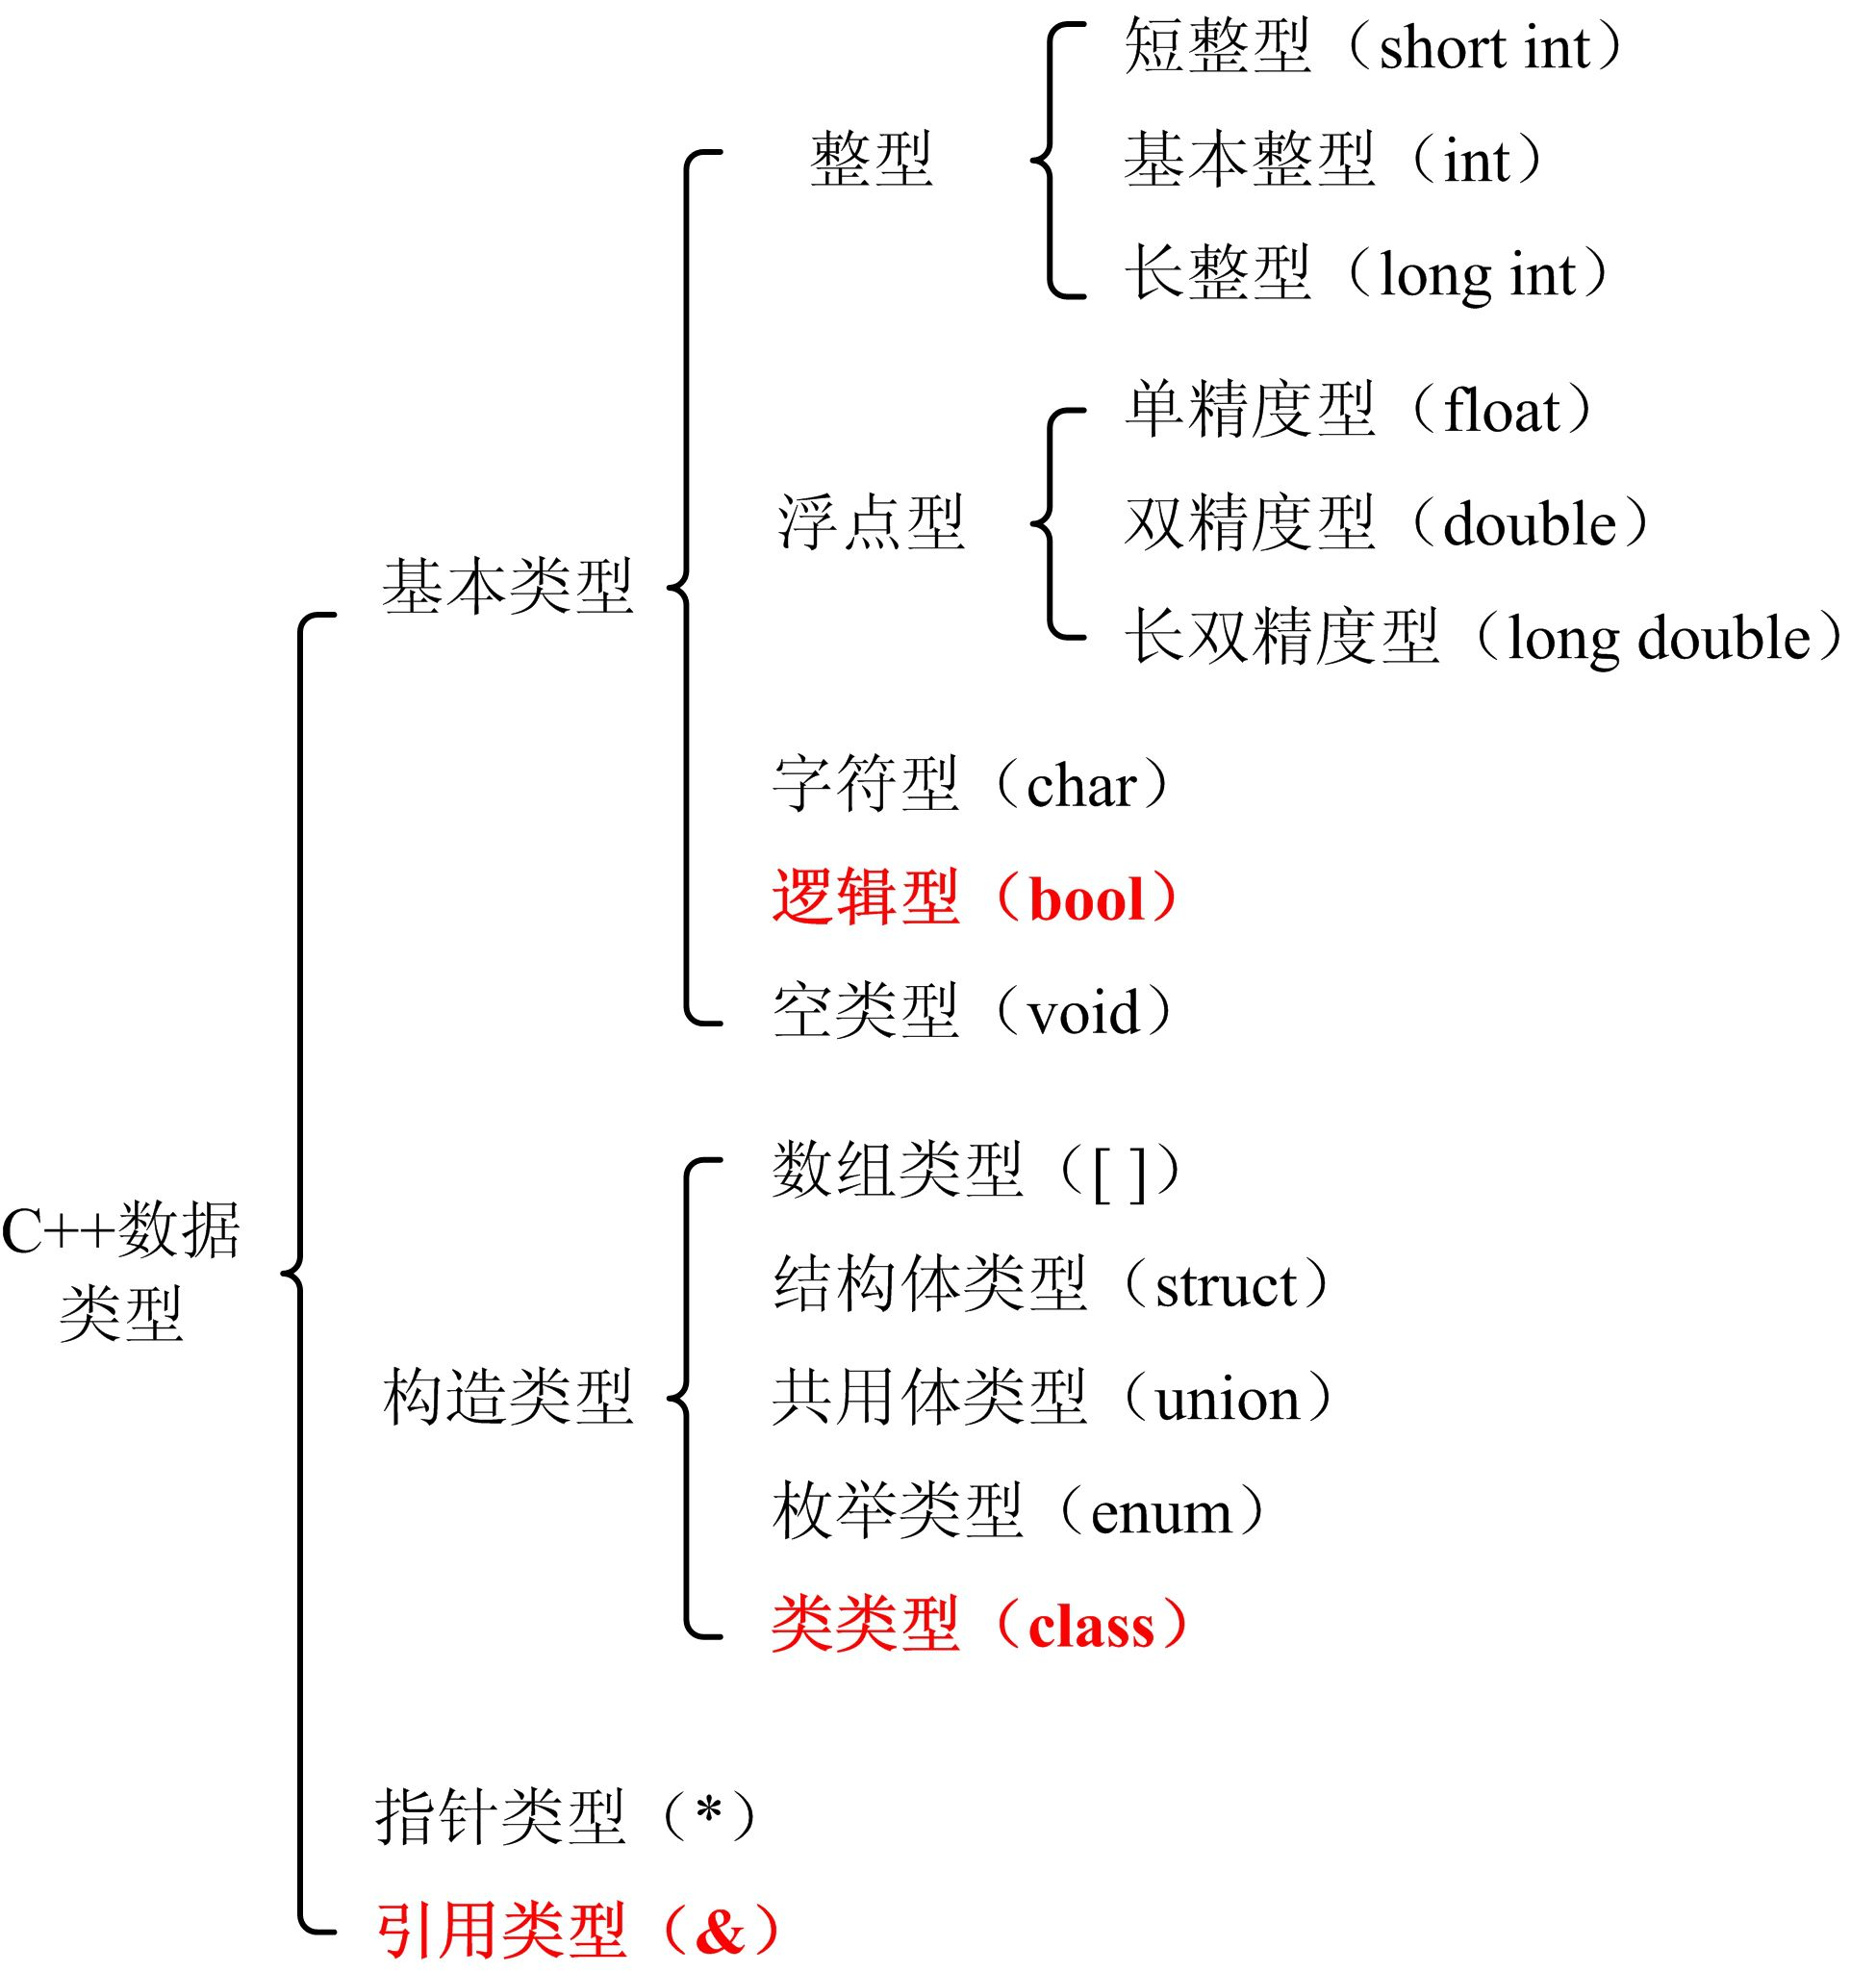 C++数据
类型
基本类型
整型
短整型（short int）
基本整型（int）
长整型（long int）
浮点型
单精度型（float）
双精度型（double）
长双精度型（long double）
字符型（char）
逻辑型（bool）
空类型（void）
构造类型
数组类型（[ ]）
结构体类型（struct）
共用体类型（union）
枚举类型（enum）
类类型（class）
指针类型（*）
引用类型（&）